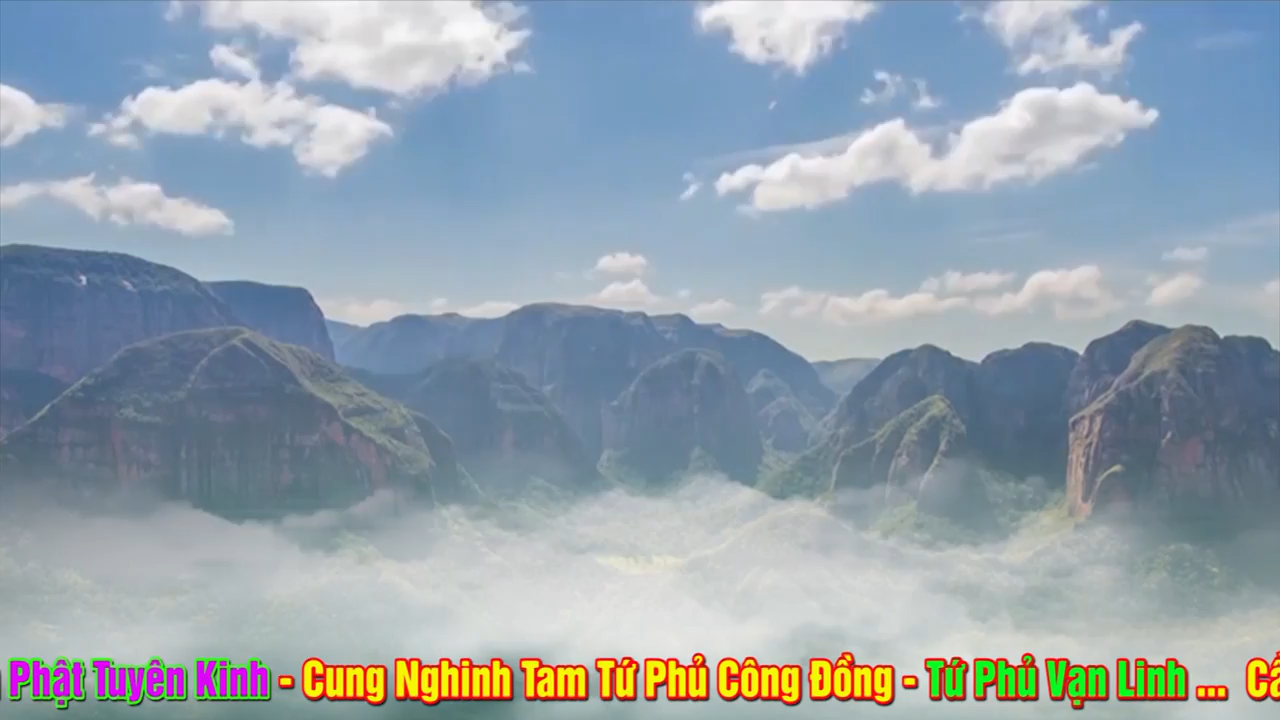 Phật Tuyên Kinh - Cung Nghinh Tam Tứ Phủ Công Đồng - Tứ Phủ Vạn Linh ...